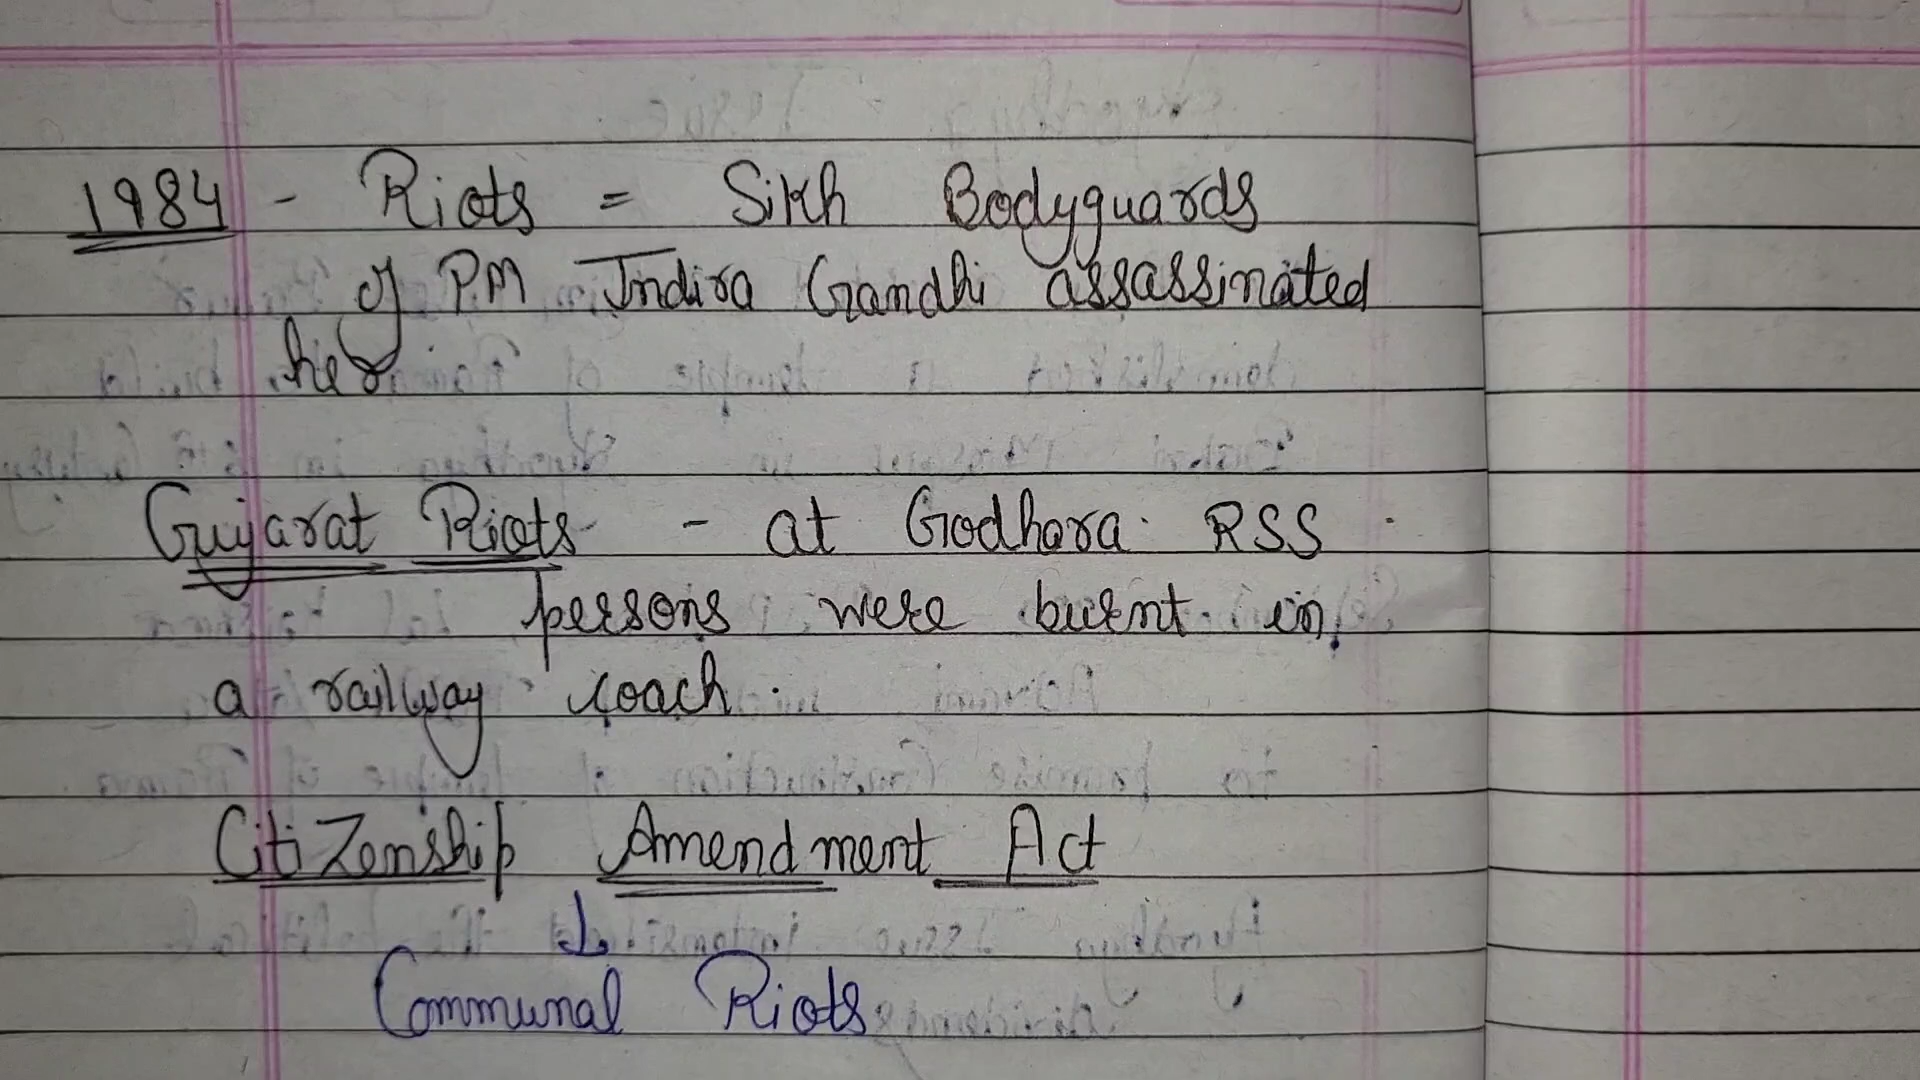 1984 - Riots = Sikh Bodyguards
of PM Indira Gandhi assassinated
her
Gujarat Riots - at Godhara RSS
persons were burnt in
a railway coach.
CitiZenship Amendment Act
↓
Communal Riots